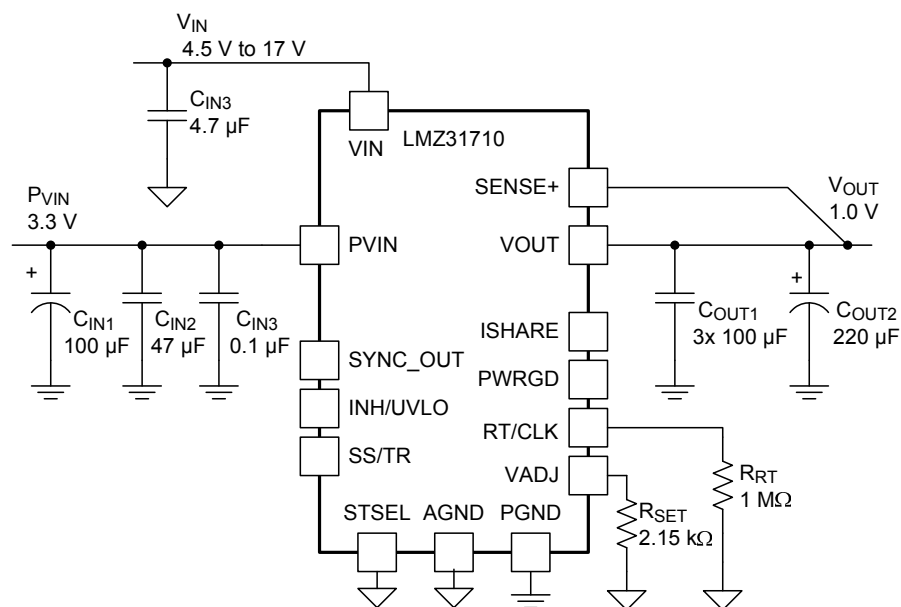 VIN
4.5 V to 17 V
CIN3
4.7 µF
VIN
LMZ31710
SENSE+
VOUT
1.0 V
PVIN
3.3 V
PVIN
VOUT
CIN1
100 µF
CIN2
47 µF
CIN3
0.1 µF
COUT1
3x 100 µF
COUT2
220 µF
+
+
ISHARE
SYNC_OUT
PWRGD
INH/UVLO
RT/CLK
SS/TR
VADJ
RRT
1 MΩ
STSEL AGND PGND
RSET
2.15 kΩ